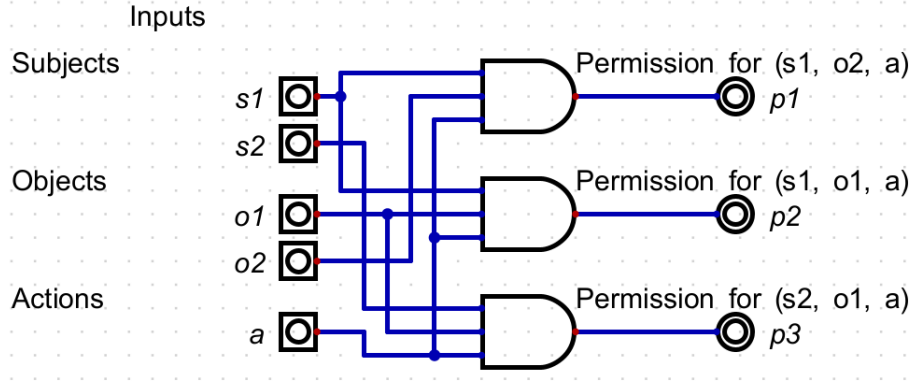 Inputs
Subjects
Permission for (s1, o2, a)
s1
p1
s2
Objects
Permission for (s1, o1, a)
o1
p2
o2
Actions
Permission for (s2, o1, a)
a
p3